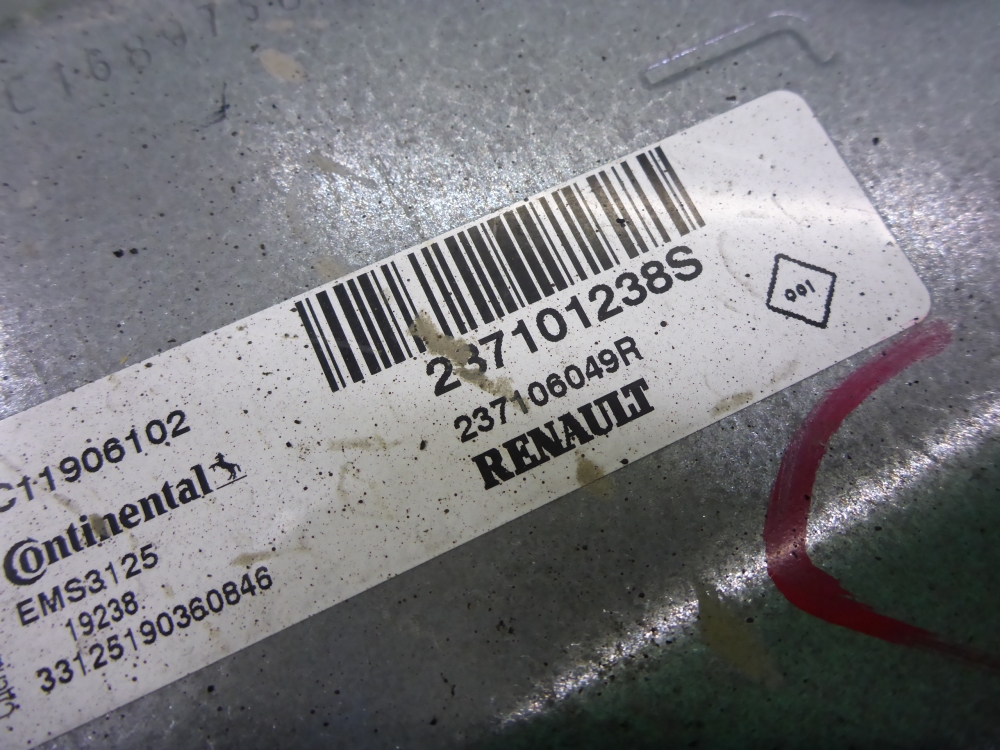 C11906102
Continental
EMS3125
19238
33125190360846
237101238S
237106049R
RENAULT
001